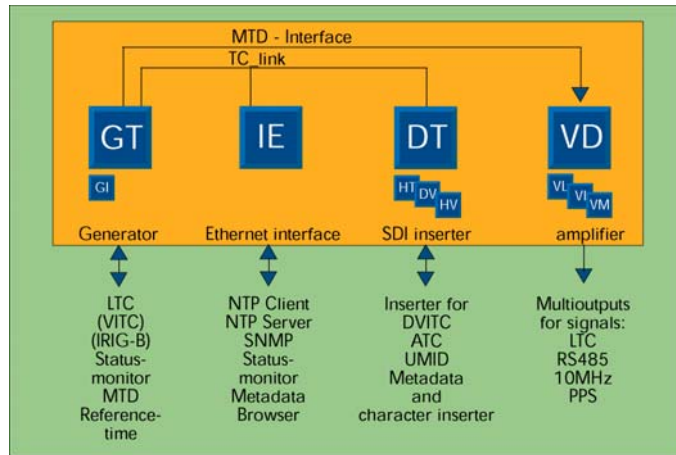 MTD - Interface
TC_link
GT
IE
DT
VD
GI
HT
DV
HV
VL
VI
VM
Generator
Ethernet interface
SDI inserter
amplifier
LTC
(VITC)
(IRIG-B)
Status-
monitor
MTD
Reference-
time
NTP Client
NTP Server
SNMP
Status-
monitor
Metadata
Browser
Inserter for
DVITC
ATC
UMID
Metadata
and
character inserter
Multioutputs
for signals:
LTC
RS485
10MHz
PPS